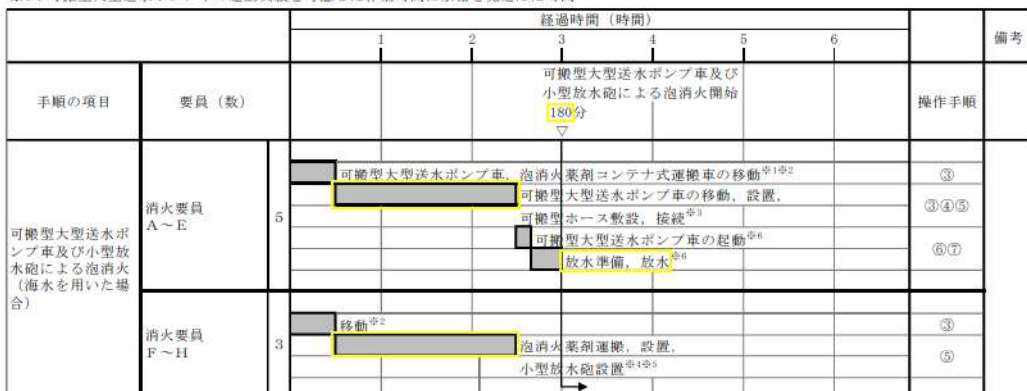 経過時間（時間）
備考
1 2 3 4 5 6
手順の項目
要員（数）
可搬型大型送水ポンプ車及び
小型放水砲による泡消火開始
180分
▽
操作手順
可搬型大型送水ポンプ車及び小型放水砲による泡消火（海水を用いた場合）
消火要員
A～E
5
可搬型大型送水ポンプ車，泡消火薬剤コンテナ式運搬車の移動※1※2
③
可搬型大型送水ポンプ車の移動，設置，
可搬型ホース敷設，接続※3
③④⑤
可搬型大型送水ポンプ車の起動※6
放水準備，放水※6
⑥⑦
消火要員
F～H
3
移動※2
③
泡消火薬剤運搬，設置，
小型放水砲設置※4※5
⑤